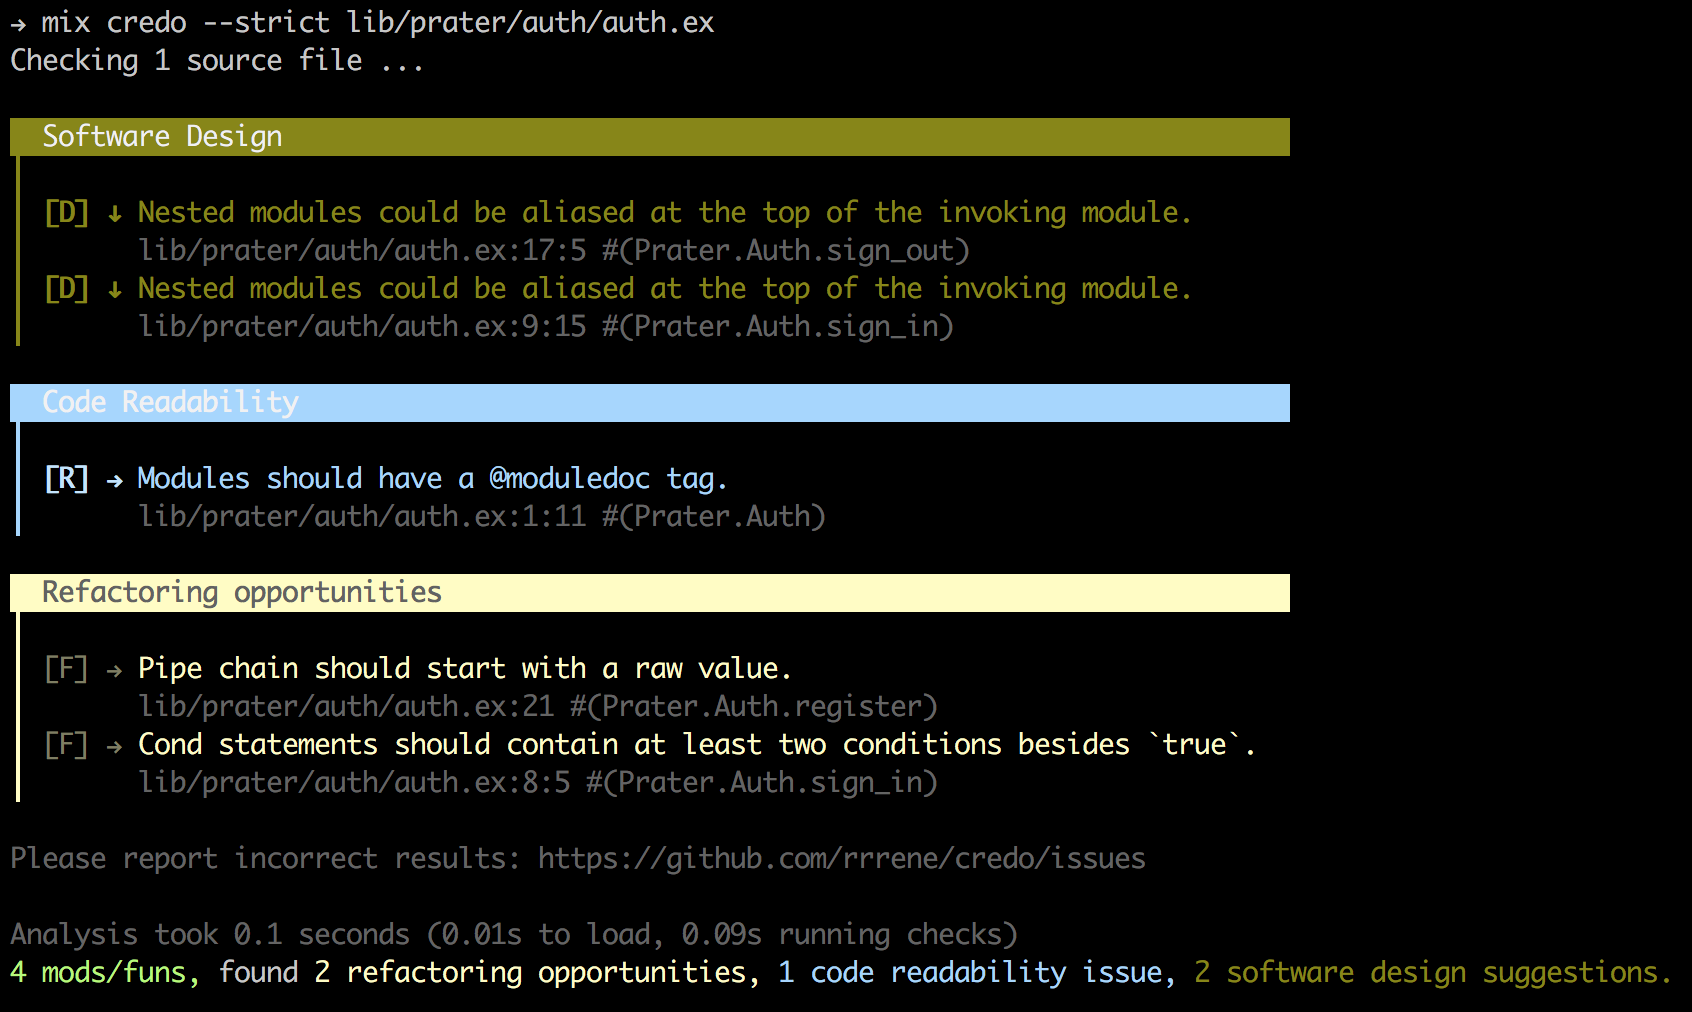 → mix credo --strict lib/prater/auth/auth.ex
Checking 1 source file ...
Software Design
[D] ↓ Nested modules could be aliased at the top of the invoking module.
lib/prater/auth/auth.ex:17:5 #(Prater.Auth.sign_out)
[D] ↓ Nested modules could be aliased at the top of the invoking module.
lib/prater/auth/auth.ex:9:15 #(Prater.Auth.sign_in)
Code Readability
[R] → Modules should have a @moduledoc tag.
lib/prater/auth/auth.ex:1:11 #(Prater.Auth)
Refactoring opportunities
[F] → Pipe chain should start with a raw value.
lib/prater/auth/auth.ex:21 #(Prater.Auth.register)
[F] → Cond statements should contain at least two conditions besides `true`.
lib/prater/auth/auth.ex:8:5 #(Prater.Auth.sign_in)
Please report incorrect results: https://github.com/rrrene/credo/issues
Analysis took 0.1 seconds (0.01s to load, 0.09s running checks)
4 mods/funs, found 2 refactoring opportunities, 1 code readability issue, 2 software design suggestions.